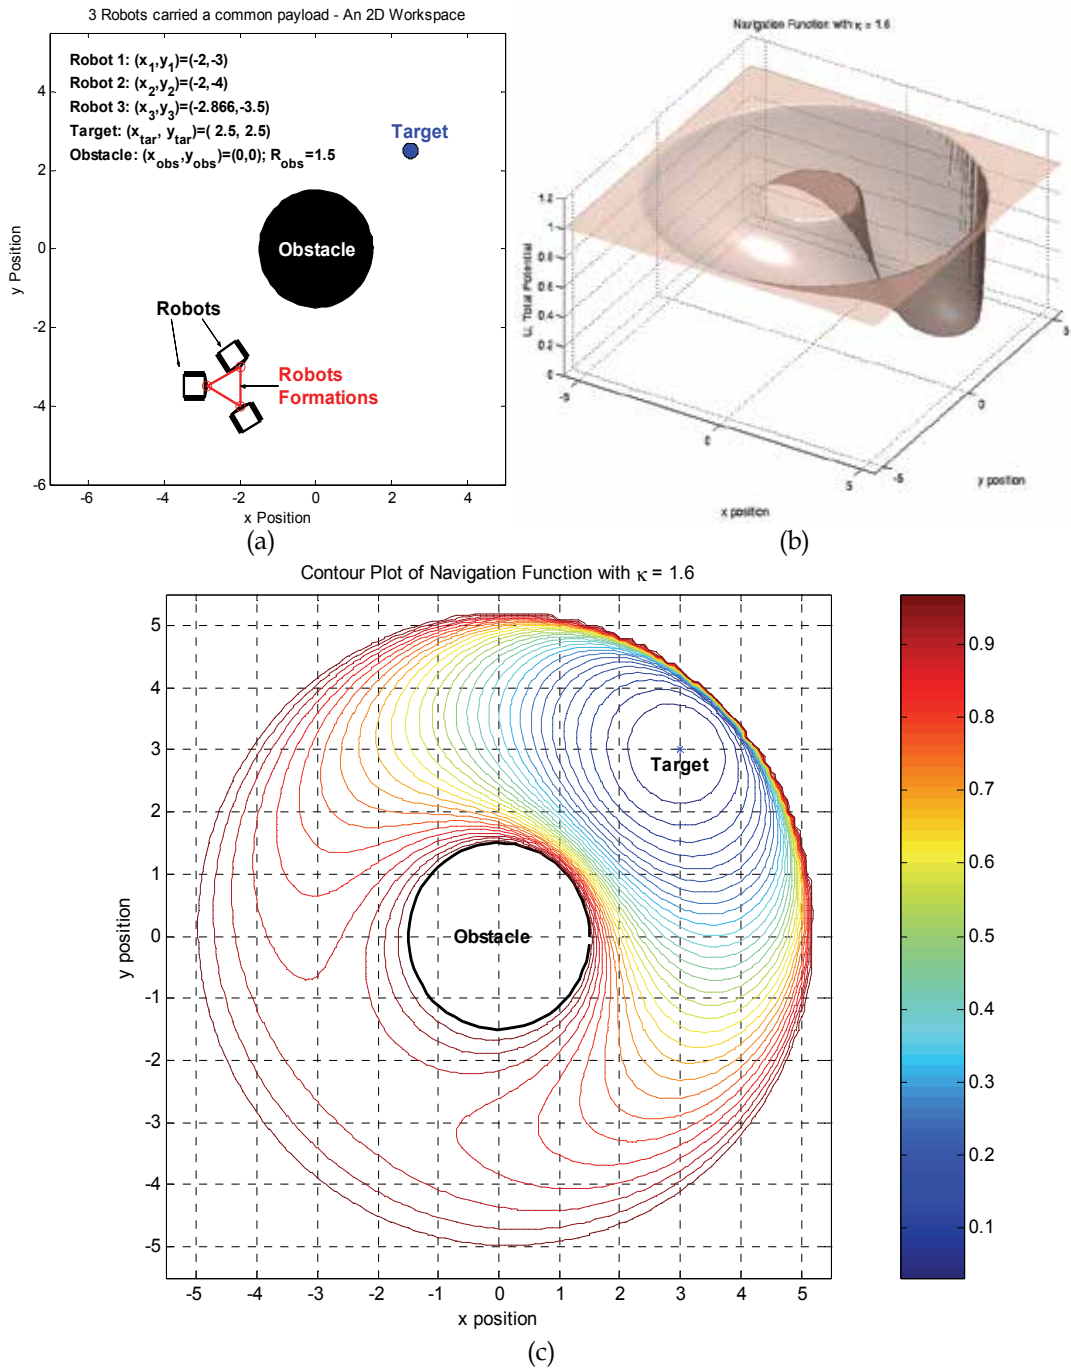 3 Robots carried a common payload - An 2D Workspace
Robot 1: (x1,y1)=(-2,-3)
Robot 2: (x2,y2)=(-2,-4)
Robot 3: (x3,y3)=(-2.866,-3.5)
Target: (xtar, ytar)=( 2.5, 2.5)
Obstacle: (xobs,yobs)=(0,0); Robs=1.5
Target
Obstacle
Robots
Robots
Formations
y Position
4
2
0
-2
-4
-6
-6 -4 -2 0 2 4
x Position
(a)
Navigation Function with κ = 1.6
U, Total Potential
1.2
1
0.8
0.6
0.4
0.2
0
-5
0
5
-5
0
5
x position
y position
(b)
Contour Plot of Navigation Function with κ = 1.6
y position
5
4
3
2
1
0
-1
-2
-3
-4
-5
Target
Obstacle
-5 -4 -3 -2 -1 0 1 2 3 4 5
x position
0.9
0.8
0.7
0.6
0.5
0.4
0.3
0.2
0.1
(c)